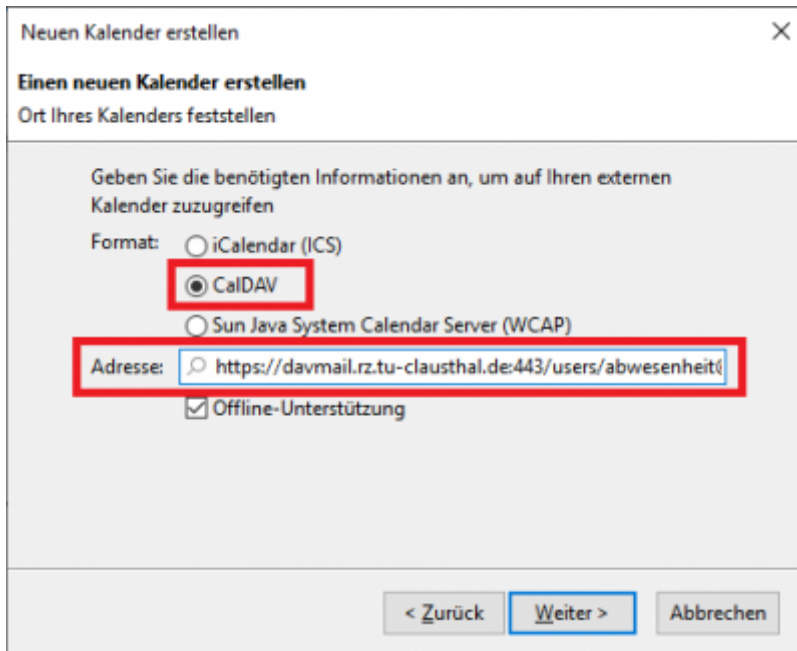 Neuen Kalender erstellen
Einen neuen Kalender erstellen
Ort Ihres Kalenders feststellen
Geben Sie die benötigten Informationen an, um auf Ihren externen
Kalender zuzugreifen
Format: iCalendar (ICS)
CalDAV
Sun Java System Calendar Server (WCAP)
Adresse: https://davmail.rz.tu-clausthal.de:443/users/abwesenheit@
Offline-Unterstützung
< Zurück Weiter > Abbrechen